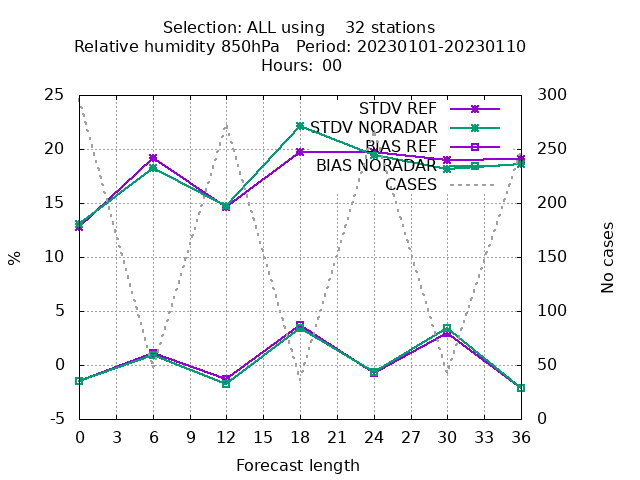 Selection: ALL using    32 stations
Relative humidity 850hPa   Period: 20230101-20230110
Hours: 00
STDV REF
STDV NORADAR
BIAS REF
BIAS NORADAR
CASES
%
25
20
15
10
5
0
-5
No cases
300
250
200
150
100
50
0
0 3 6 9 12 15 18 21 24 27 30 33 36
Forecast length